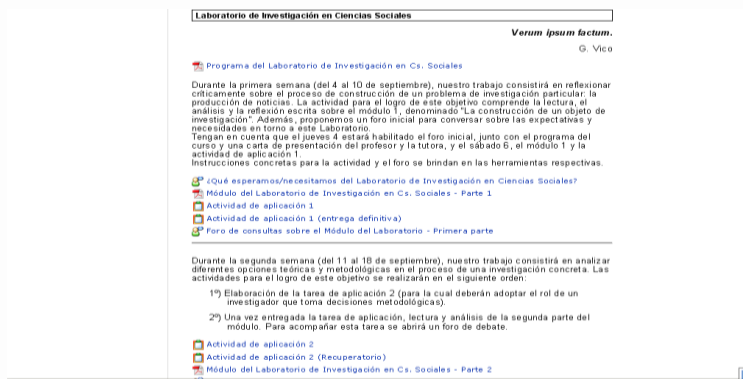 Laboratorio de Investigación en Ciencias Sociales
Verum ipsum factum.
G. Vico
Programa del Laboratorio de Investigación en Cs. Sociales
Durante la primera semana (del 4 al 10 de septiembre), nuestro trabajo consistirá en reflexionar
críticamente sobre el proceso de construcción de un problema de investigación particular: la
producción de noticias. La actividad para el logro de este objetivo comprende la lectura, el
análisis y la reflexión escrita sobre el módulo 1, denominado "La construcción de un objeto de
investigación". Además, proponemos un foro inicial para conversar sobre las expectativas y
necesidades en torno a este Laboratorio.
Tengan en cuenta que el jueves 4 estará habilitado el foro inicial, junto con el programa del
curso y una carta de presentación del profesor y la tutora, y el sábado 6, el módulo 1 y la
actividad de aplicación 1.
Instrucciones concretas para la actividad y el foro se brindan en las herramientas respectivas.
¿Qué esperamos/necesitamos del Laboratorio de Investigación en Ciencias Sociales?
Módulo del Laboratorio de Investigación en Cs. Sociales - Parte 1
Actividad de aplicación 1
Actividad de aplicación 1 (entrega definitiva)
Foro de consultas sobre el Módulo del Laboratorio - Primera parte
Durante la segunda semana (del 11 al 18 de septiembre), nuestro trabajo consistirá en analizar
diferentes opciones teóricas y metodológicas en el proceso de una investigación concreta. Las
actividades para el logro de este objetivo se realizarán en el siguiente orden:
1º) Elaboración de la tarea de aplicación 2 (para la cual deberán adoptar el rol de un
investigador que toma decisiones metodológicas).
2º) Una vez entregada la tarea de aplicación, lectura y análisis de la segunda parte del
módulo. Para acompañar esta tarea se abrirá un foro de debate.
Actividad de aplicación 2
Actividad de aplicación 2 (Recuperatorio)
Módulo del Laboratorio de Investigación en Cs. Sociales - Parte 2